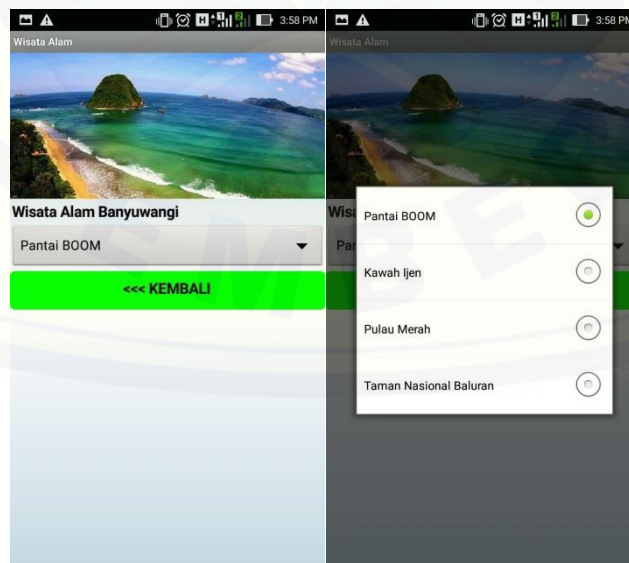 3:58 PM
Wisata Alam
Wisata Alam Banyuwangi
Pantai BOOM
<<< KEMBALI
3:58 PM
Wisata Alam
Pantai BOOM
Kawah Ijen
Pulau Merah
Taman Nasional Baluran